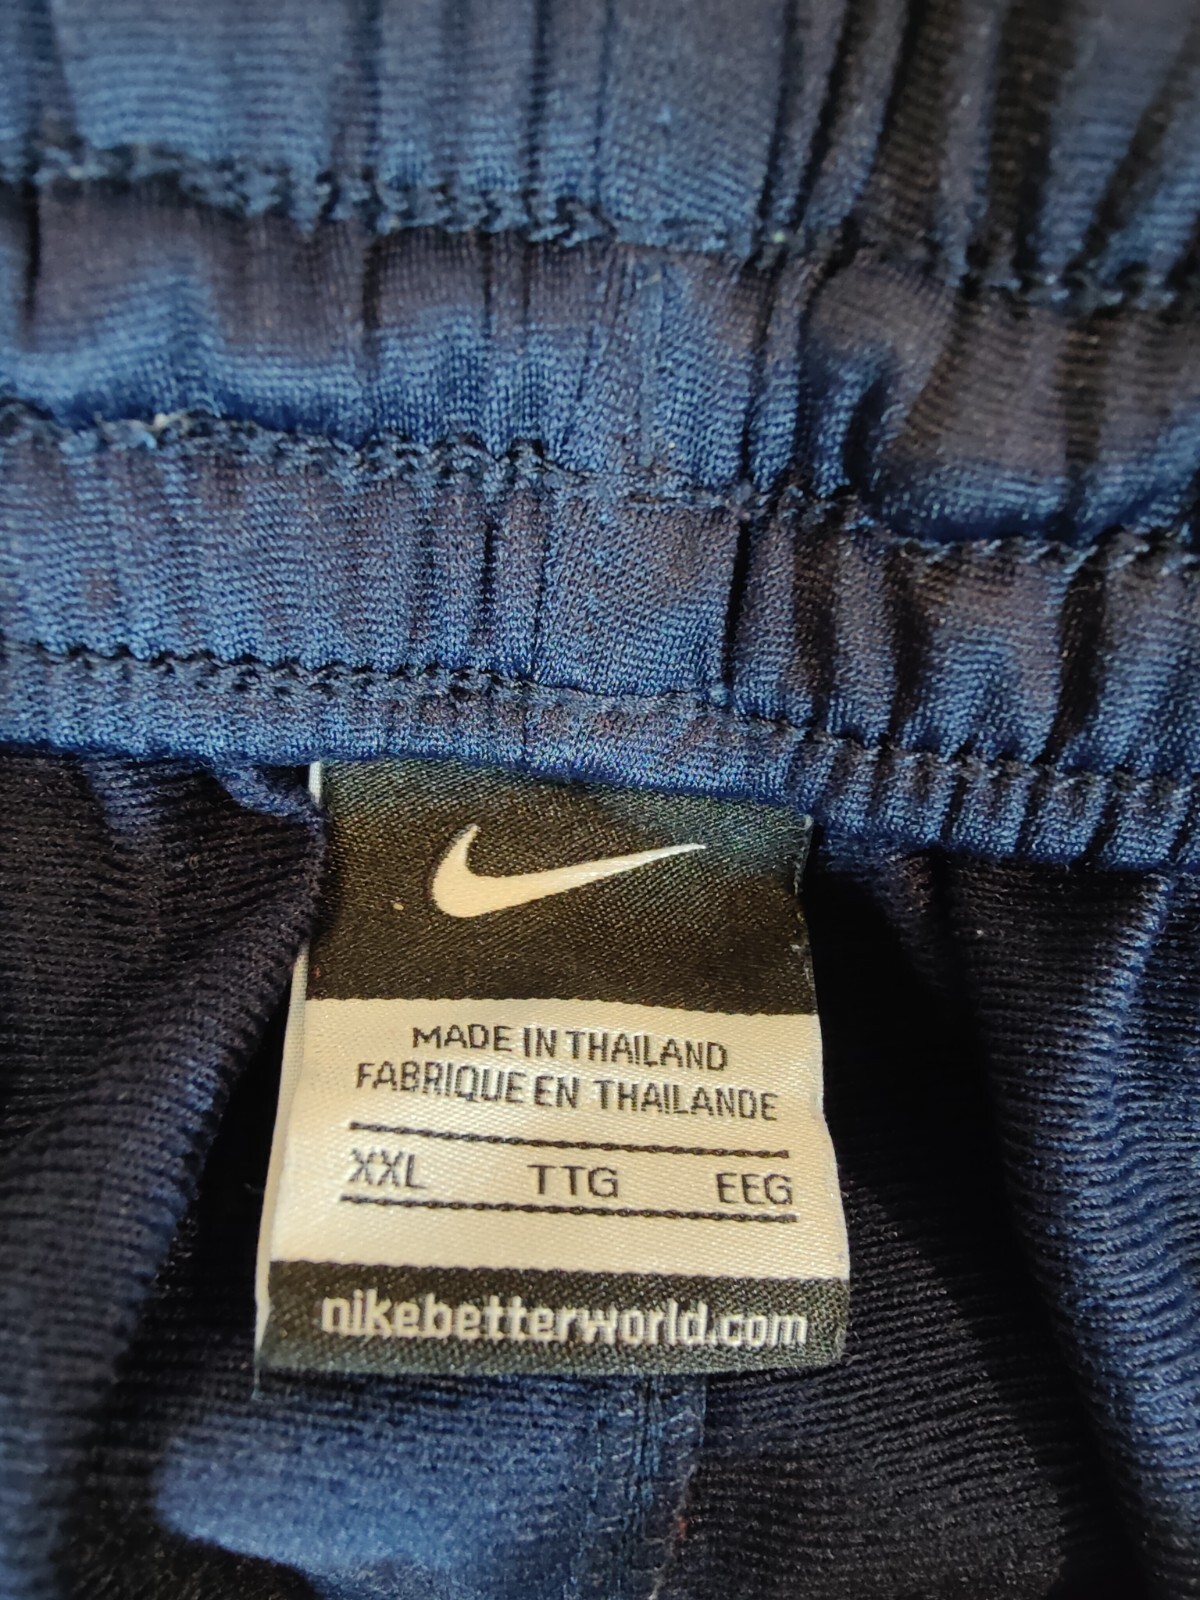 MADE IN THAILAND
FABRIQUE EN THAILANDE
XXL TTG EEG
nikebetterworld.com